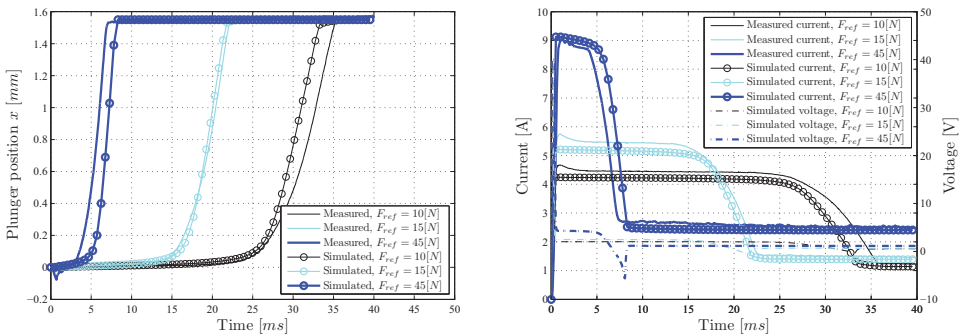 1.6
1.4
1.2
1
0.8
0.6
0.4
0.2
0
−0.2
Plunger position x [mm]
0
5
10
15
20
25
30
35
40
45
50
Time [ms]
Measured, F_ref = 10[N]
Measured, F_ref = 15[N]
Measured, F_ref = 45[N]
Simulated, F_ref = 10[N]
Simulated, F_ref = 15[N]
Simulated, F_ref = 45[N]
10
9
8
7
6
5
4
3
2
1
0
Current [A]
0
5
10
15
20
25
30
35
40
Time [ms]
50
40
30
20
10
0
−10
Voltage [V]
Measured current, F_ref = 10[N]
Measured current, F_ref = 15[N]
Measured current, F_ref = 45[N]
Simulated current, F_ref = 10[N]
Simulated current, F_ref = 15[N]
Simulated current, F_ref = 45[N]
Simulated voltage, F_ref = 10[N]
Simulated voltage, F_ref = 15[N]
Simulated voltage, F_ref = 45[N]